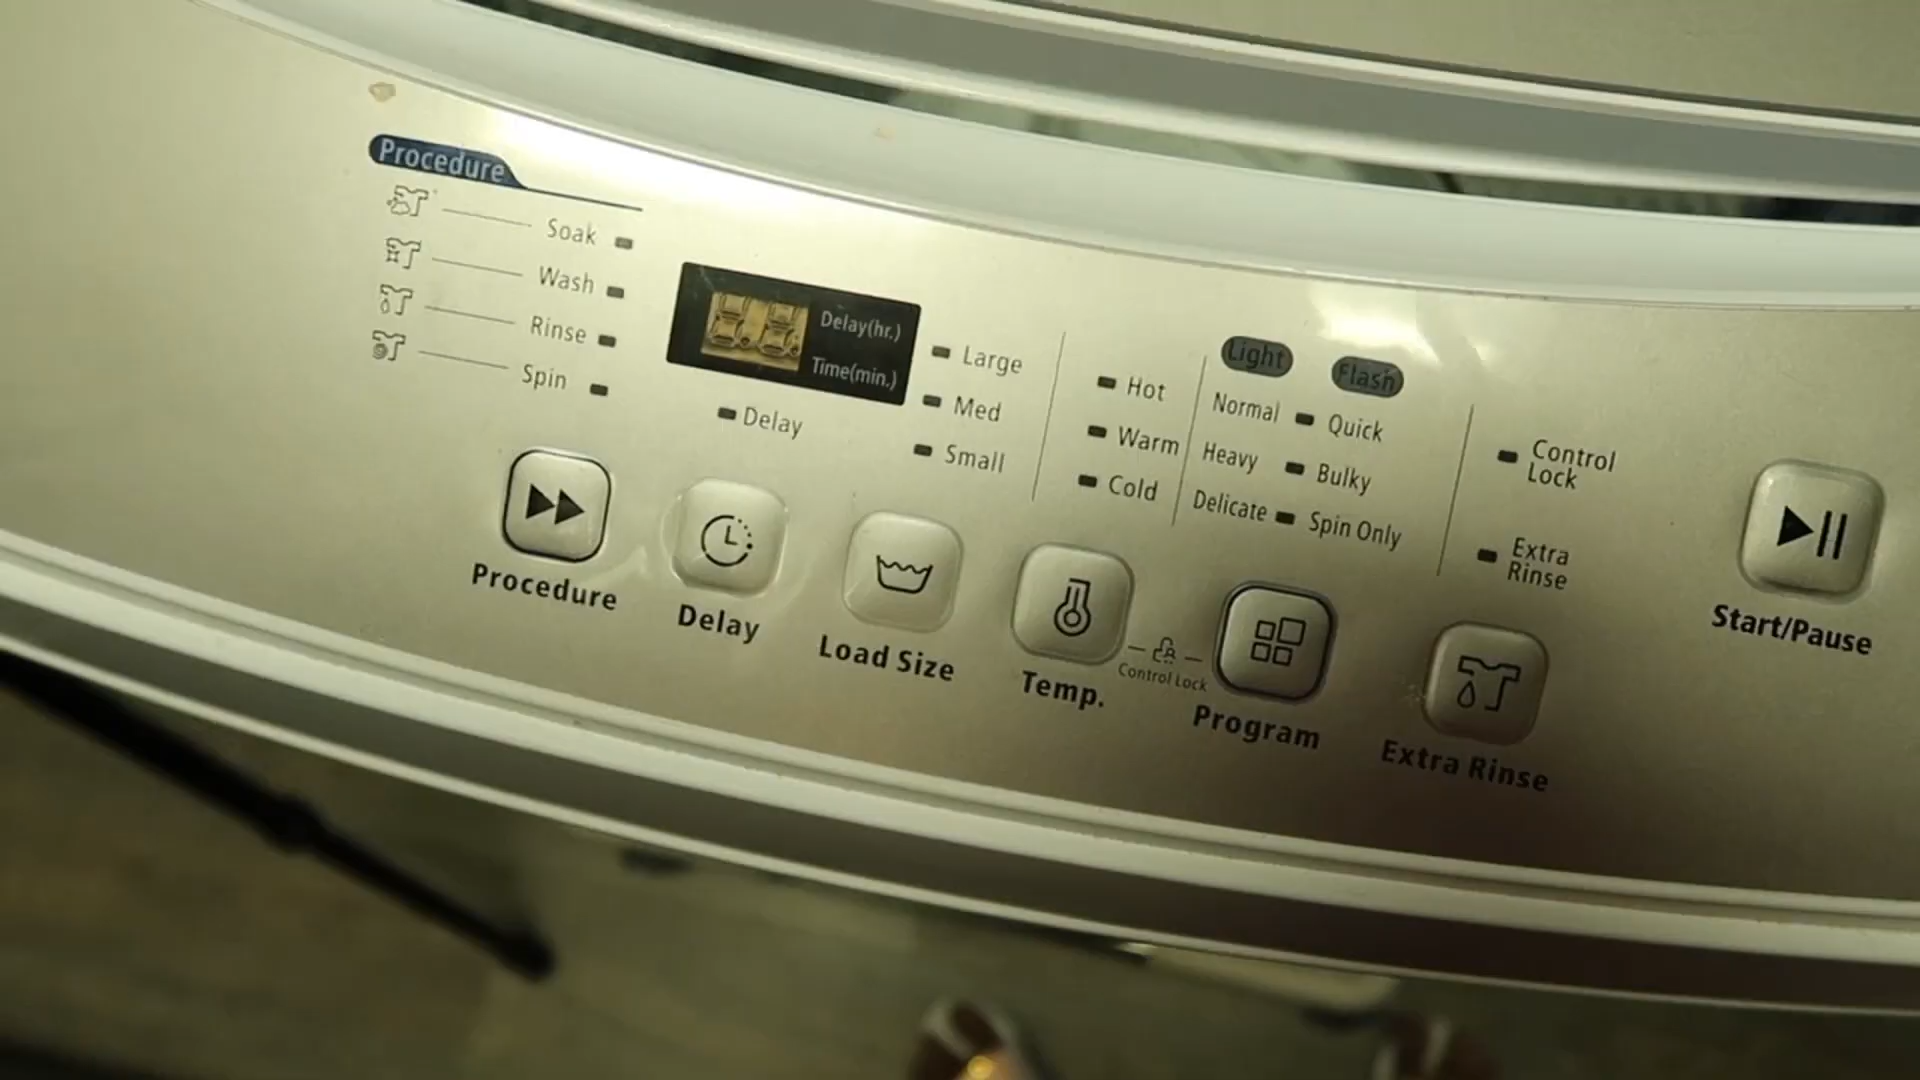 Procedure
Soak
Wash
Rinse
Spin
Delay(hr.)
Time(min.)
Delay
Large
Med
Small
Hot
Warm
Cold
Light Flash
Normal Quick
Heavy Bulky
Delicate Spin Only
Control
Lock
Extra
Rinse
Procedure
Delay
Load Size
Temp.
Control Lock
Program
Extra Rinse
Start/Pause